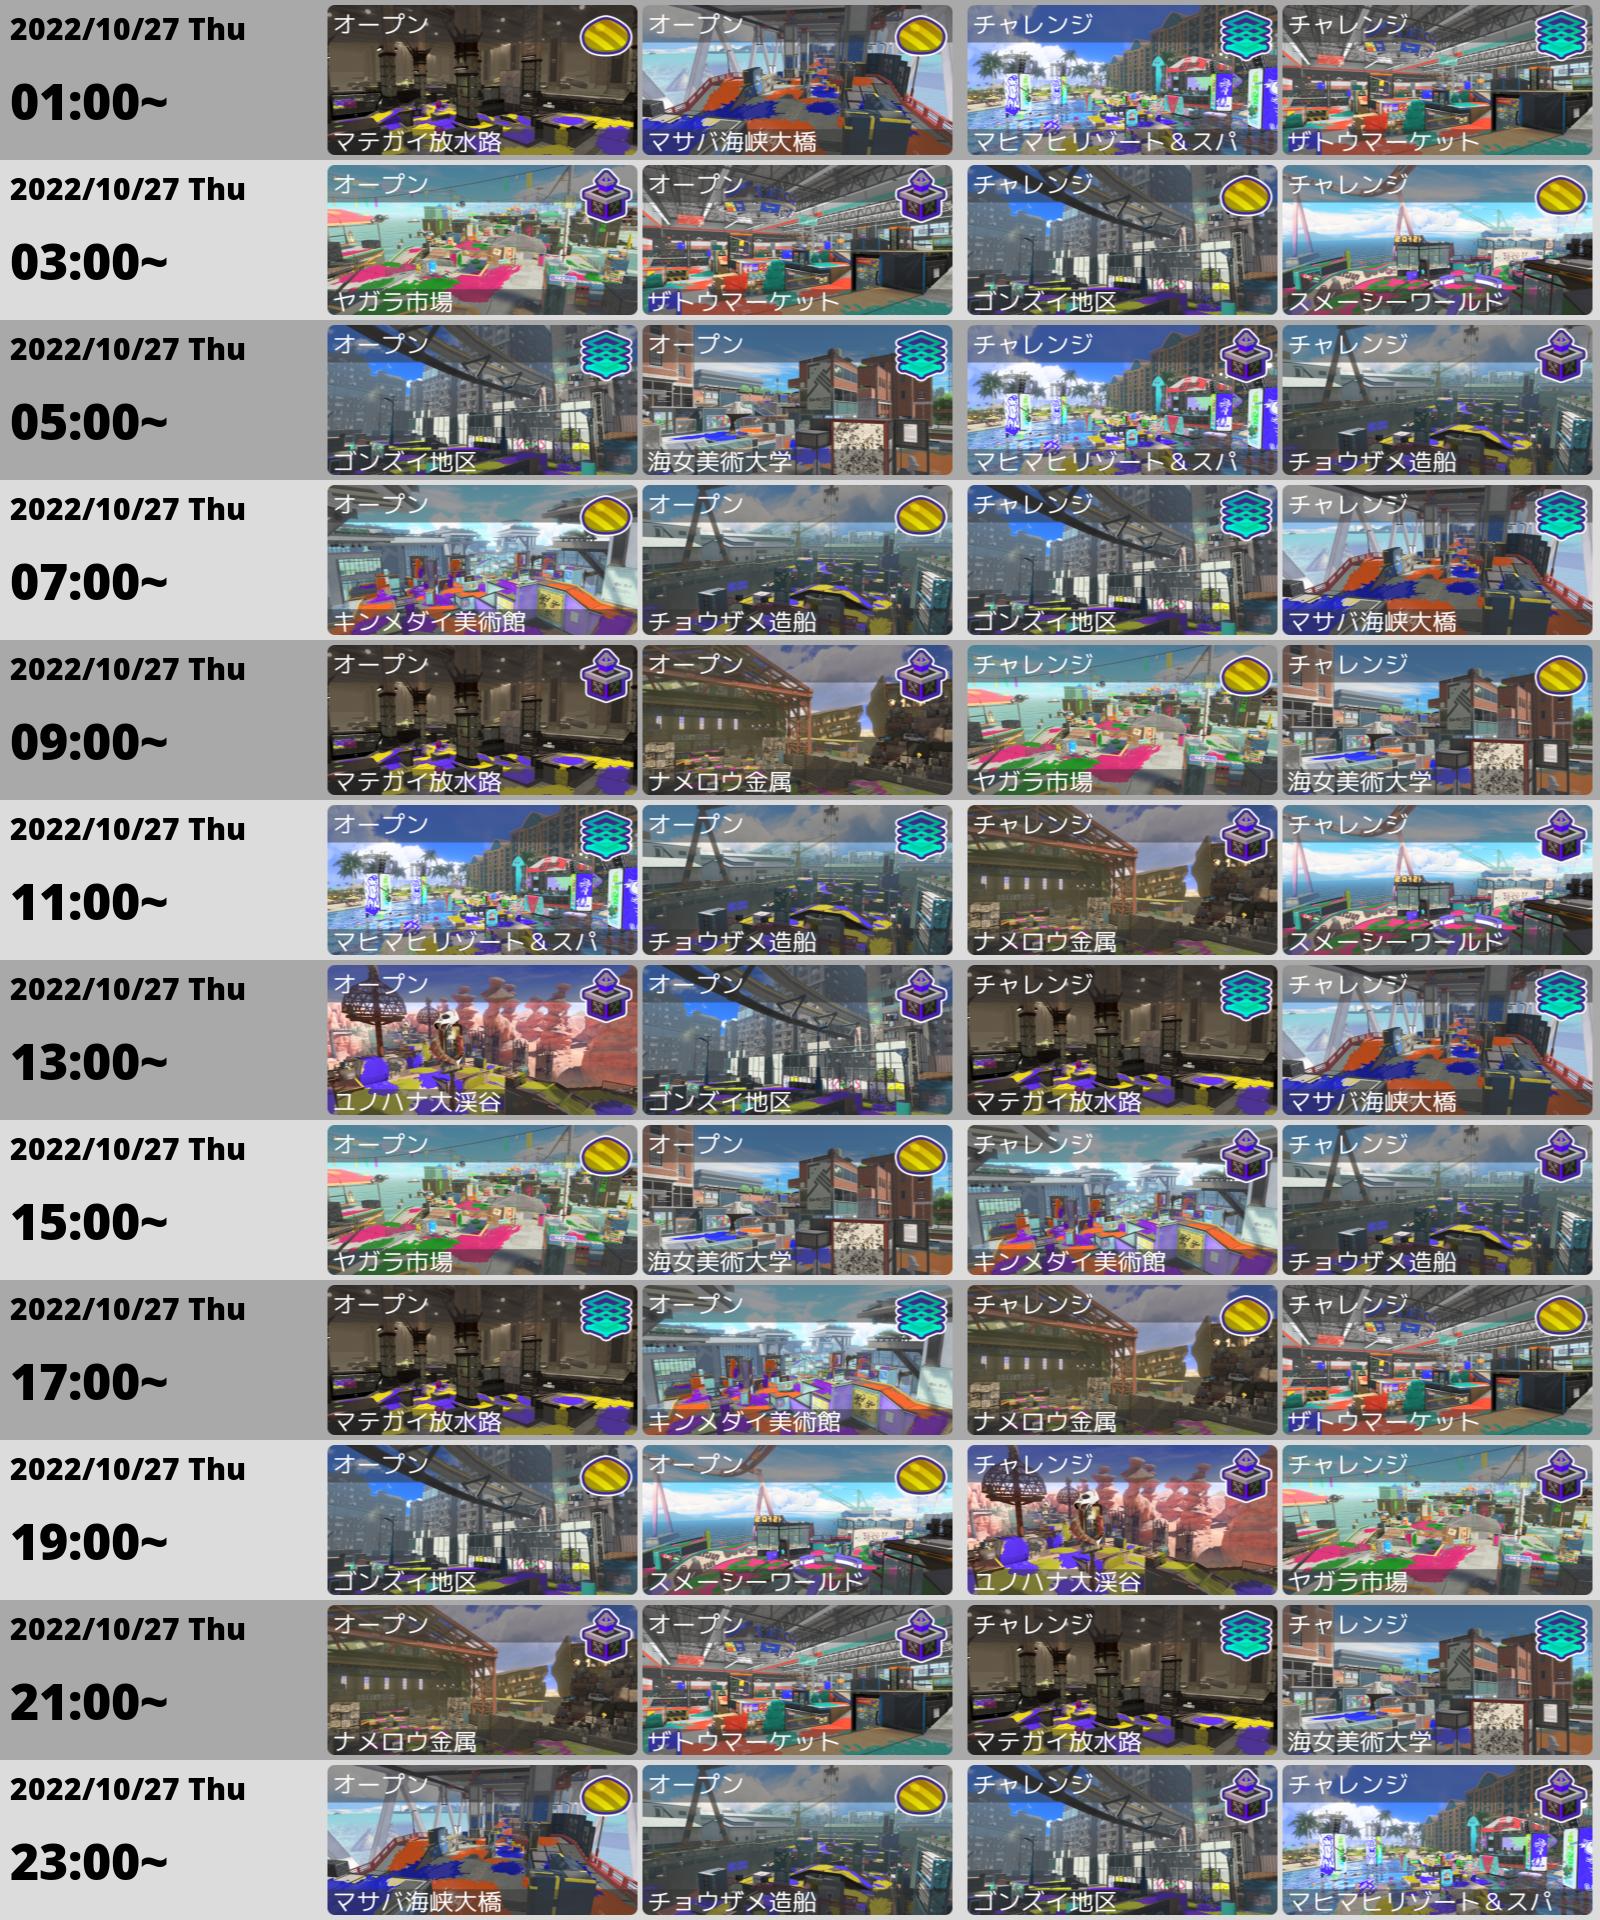 2022/10/27 Thu
01:00~
オープン
マテガイ放水路
オープン
マサバ海峡大橋
チャレンジ
マヒマヒリゾート&スパ
チャレンジ
ザトウマーケット
2022/10/27 Thu
03:00~
オープン
ヤガラ市場
オープン
ザトウマーケット
チャレンジ
ゴンズイ地区
チャレンジ
スメーシーワールド
2022/10/27 Thu
05:00~
オープン
ゴンズイ地区
オープン
海女美術大学
チャレンジ
マヒマヒリゾート&スパ
チャレンジ
チョウザメ造船
2022/10/27 Thu
07:00~
オープン
キンメダイ美術館
オープン
チョウザメ造船
チャレンジ
ゴンズイ地区
チャレンジ
マサバ海峡大橋
2022/10/27 Thu
09:00~
オープン
マテガイ放水路
オープン
ナメロウ金属
チャレンジ
ヤガラ市場
チャレンジ
海女美術大学
2022/10/27 Thu
11:00~
オープン
マヒマヒリゾート&スパ
オープン
チョウザメ造船
チャレンジ
ナメロウ金属
チャレンジ
スメーシーワールド
2022/10/27 Thu
13:00~
オープン
ユノハナ大渓谷
オープン
ゴンズイ地区
チャレンジ
マテガイ放水路
チャレンジ
マサバ海峡大橋
2022/10/27 Thu
15:00~
オープン
ヤガラ市場
オープン
海女美術大学
チャレンジ
キンメダイ美術館
チャレンジ
チョウザメ造船
2022/10/27 Thu
17:00~
オープン
マテガイ放水路
オープン
キンメダイ美術館
チャレンジ
ナメロウ金属
チャレンジ
ザトウマーケット
2022/10/27 Thu
19:00~
オープン
ゴンズイ地区
オープン
スメーシーワールド
チャレンジ
ユノハナ大渓谷
チャレンジ
ヤガラ市場
2022/10/27 Thu
21:00~
オープン
ナメロウ金属
オープン
ザトウマーケット
チャレンジ
マテガイ放水路
チャレンジ
海女美術大学
2022/10/27 Thu
23:00~
オープン
マサバ海峡大橋
オープン
チョウザメ造船
チャレンジ
ゴンズイ地区
チャレンジ
マヒマヒリゾート&スパ